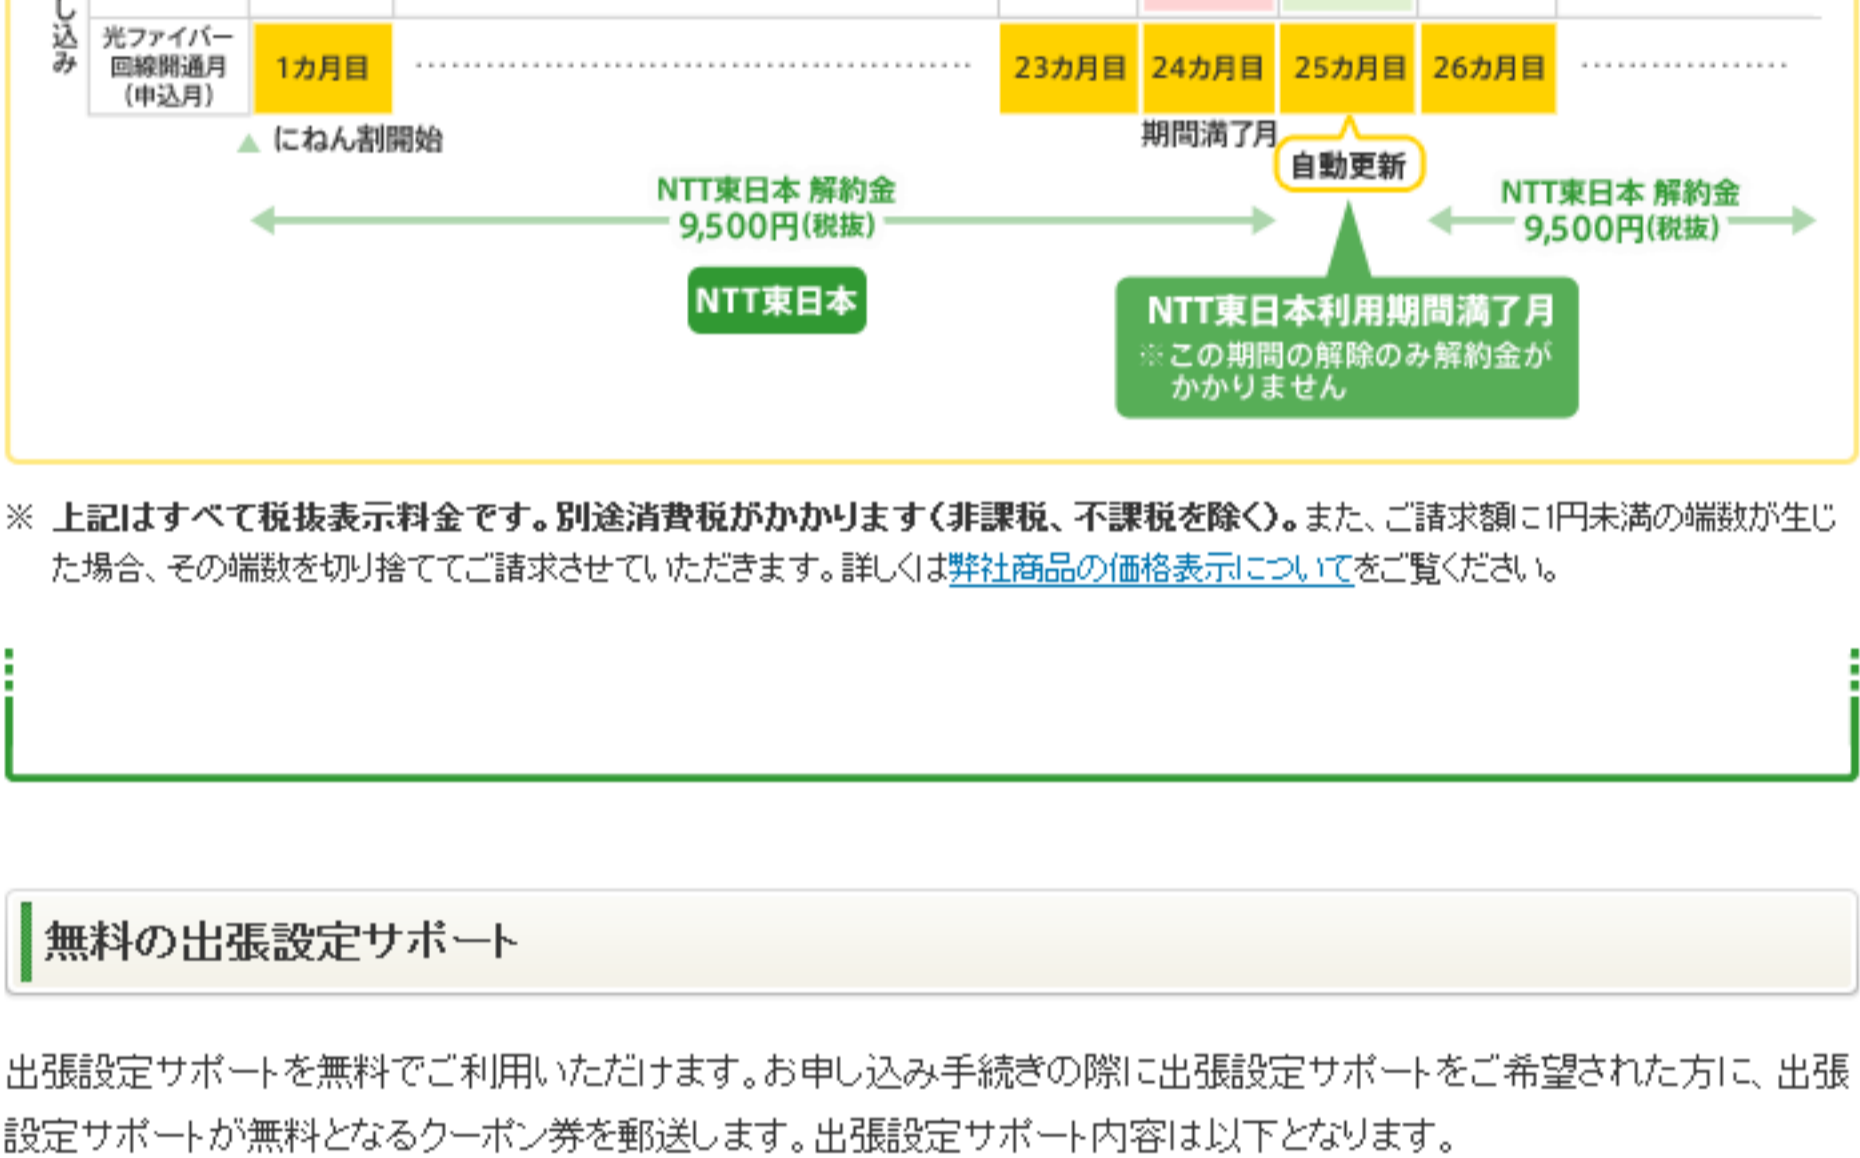 し込み
光ファイバー
回線開通月
（申込月）
1カ月目
23カ月目 24カ月目 25カ月目 26カ月目
にねん割開始
期間満了月
自動更新
NTT東日本 解約金
9,500円(税抜)
NTT東日本 解約金
9,500円(税抜)
NTT東日本
NTT東日本利用期間満了月
※この期間の解除のみ解約金が
かかりません
※ 上記はすべて税抜表示料金です。別途消費税がかかります（非課税、不課税を除く）。また、ご請求額に1円未満の端数が生じ
た場合、その端数を切り捨ててご請求させていただきます。詳しくは弊社商品の価格表示についてをご覧ください。
無料の出張設定サポート
出張設定サポートを無料でご利用いただけます。お申し込み手続きの際に出張設定サポートをご希望された方に、出張
設定サポートが無料となるクーポン券を郵送します。出張設定サポート内容は以下となります。